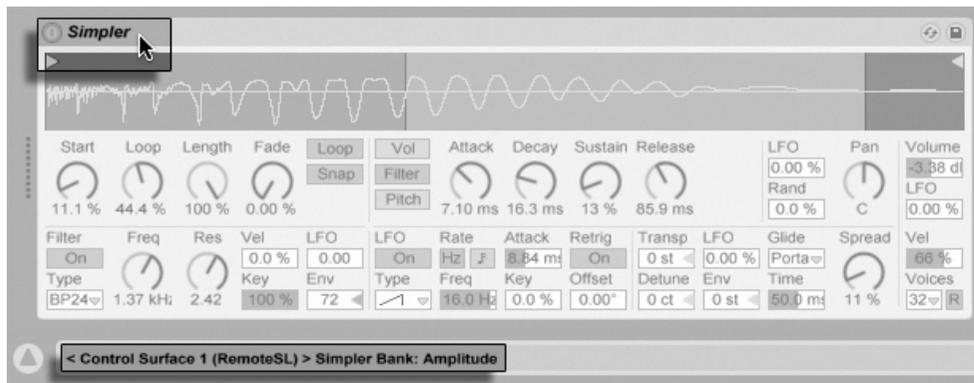 Simpler
Start Loop Length Fade Loop Vol Attack Decay Sustain Release LFO Pan Volume
Snap Filter 0.00 % -3.38 dl
Pitch Rand LFO
11.1 % 44.4 % 100 % 0.00 % 7.10 ms 16.3 ms 13 % 85.9 ms 0.0 % C 0.00 %
Filter Freq Res Vel LFO LFO Rate Attack Retrig Transp LFO Glide Spread Vel
On 0.0 % 0.00 On Hz 8.84 ms On 0 st 0.00 % Porta 66 %
Type Key Env Type Freq Key Offset Detune Env Time Voices
BP24 1.37 kHz 2.42 100 % 72 16.0 Hz 0.0 % 0.00° 0 ct 0 st 50.0 ms 11 % 32 R
< Control Surface 1 (RemoteSL) > Simpler Bank: Amplitude